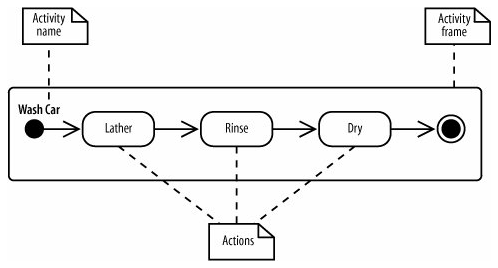 Activity
name
Activity
frame
Wash Car
Lather
Rinse
Dry
Actions